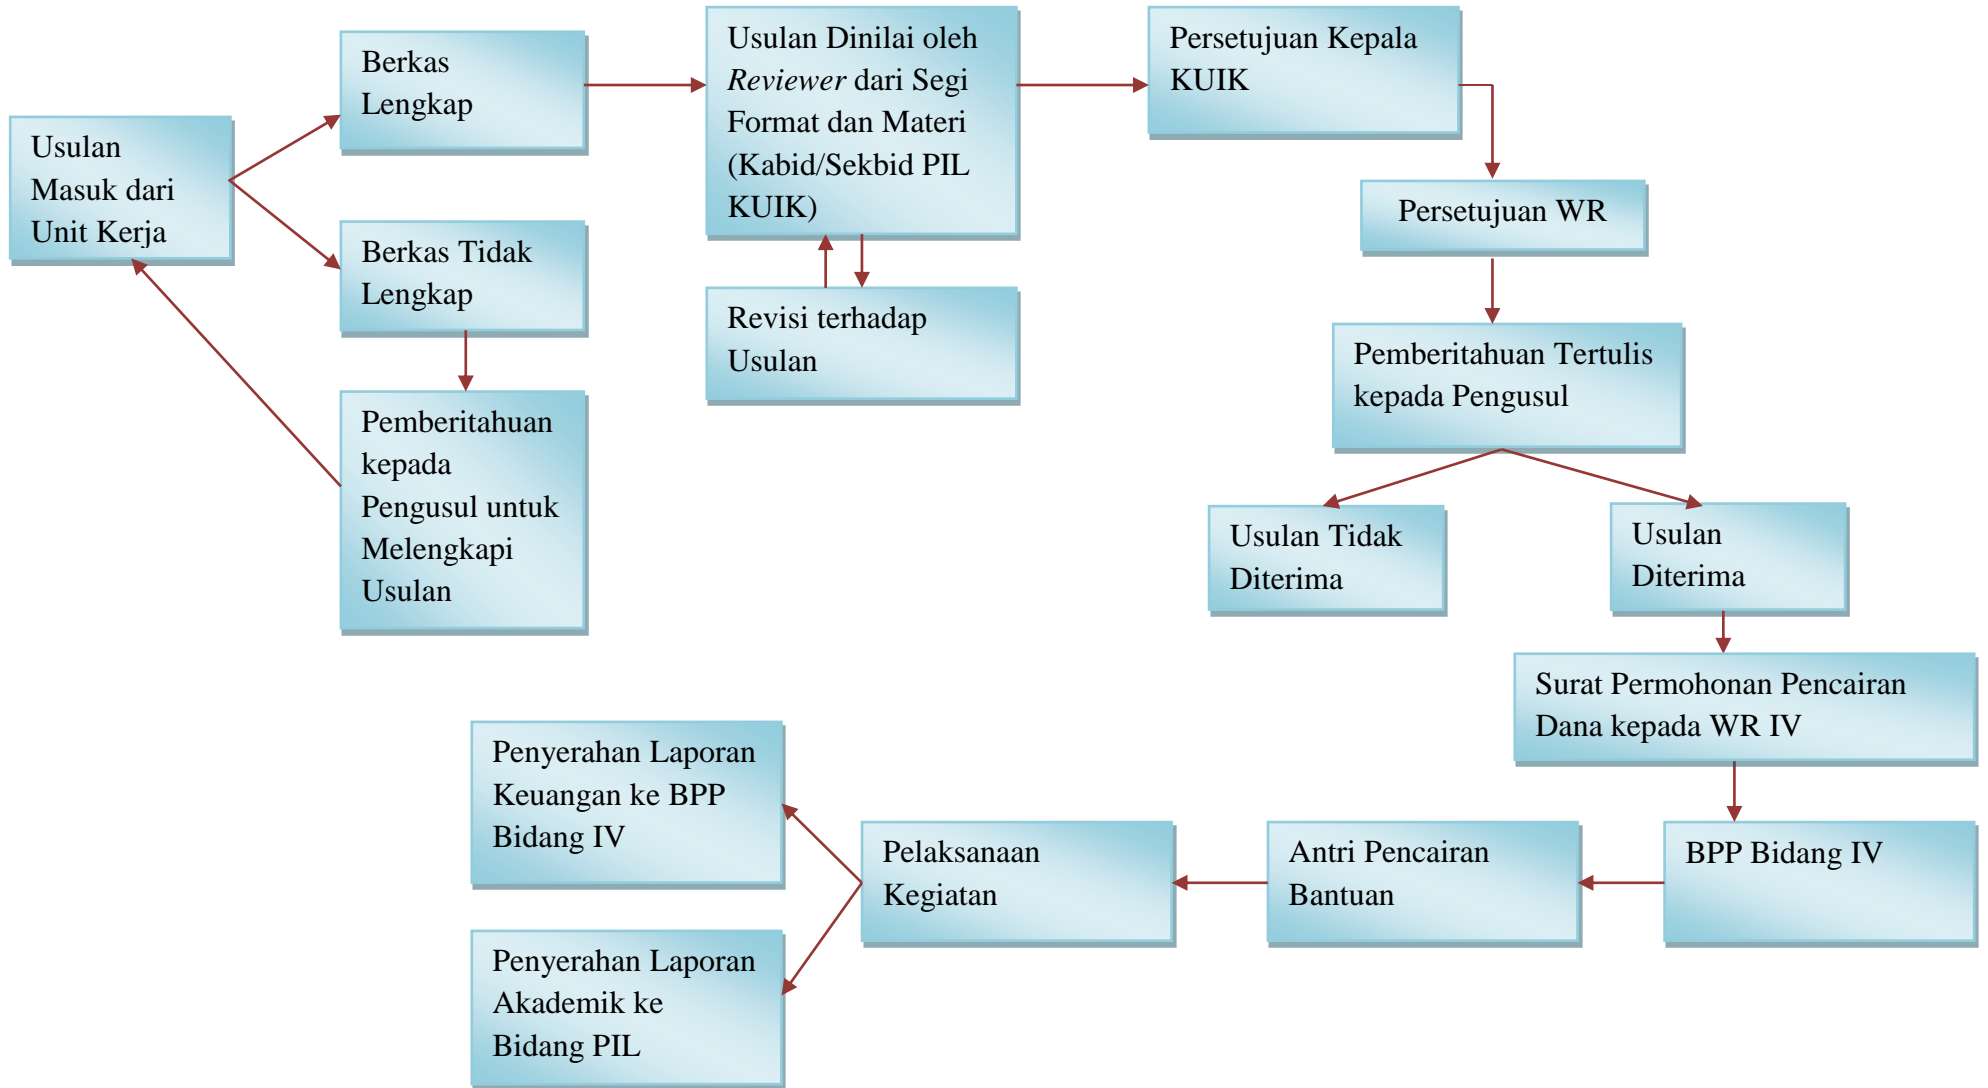 Usulan
Masuk dari
Unit Kerja
Berkas
Lengkap
Berkas Tidak
Lengkap
Pemberitahuan
kepada
Pengusul untuk
Melengkapi
Usulan
Usulan Dinilai oleh
Reviewer dari Segi
Format dan Materi
(Kabid/Sekbid PIL
KUIK)
Revisi terhadap
Usulan
Persetujuan Kepala
KUIK
Persetujuan WR
Pemberitahuan Tertulis
kepada Pengusul
Usulan Tidak
Diterima
Usulan
Diterima
Surat Permohonan Pencairan
Dana kepada WR IV
BPP Bidang IV
Antri Pencairan
Bantuan
Pelaksanaan
Kegiatan
Penyerahan Laporan
Keuangan ke BPP
Bidang IV
Penyerahan Laporan
Akademik ke
Bidang PIL